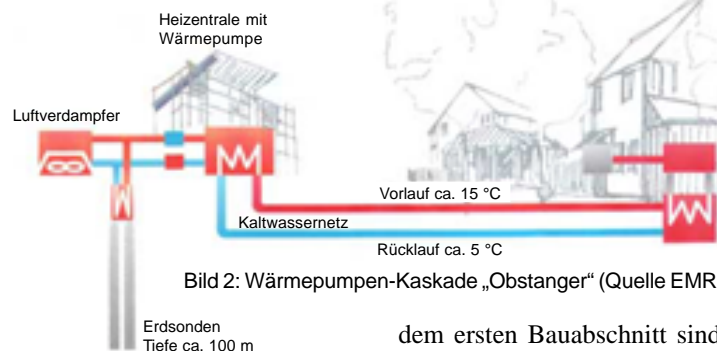 Heizentrale mit
Wärmepumpe
Luftverdampfer
Vorlauf ca. 15 °C
Kaltwassernetz
Rücklauf ca. 5 °C
Bild 2: Wärmepumpen-Kaskade „Obstanger“ (Quelle EMR
Erdsonden
Tiefe ca. 100 m
dem ersten Bauabschnitt sind